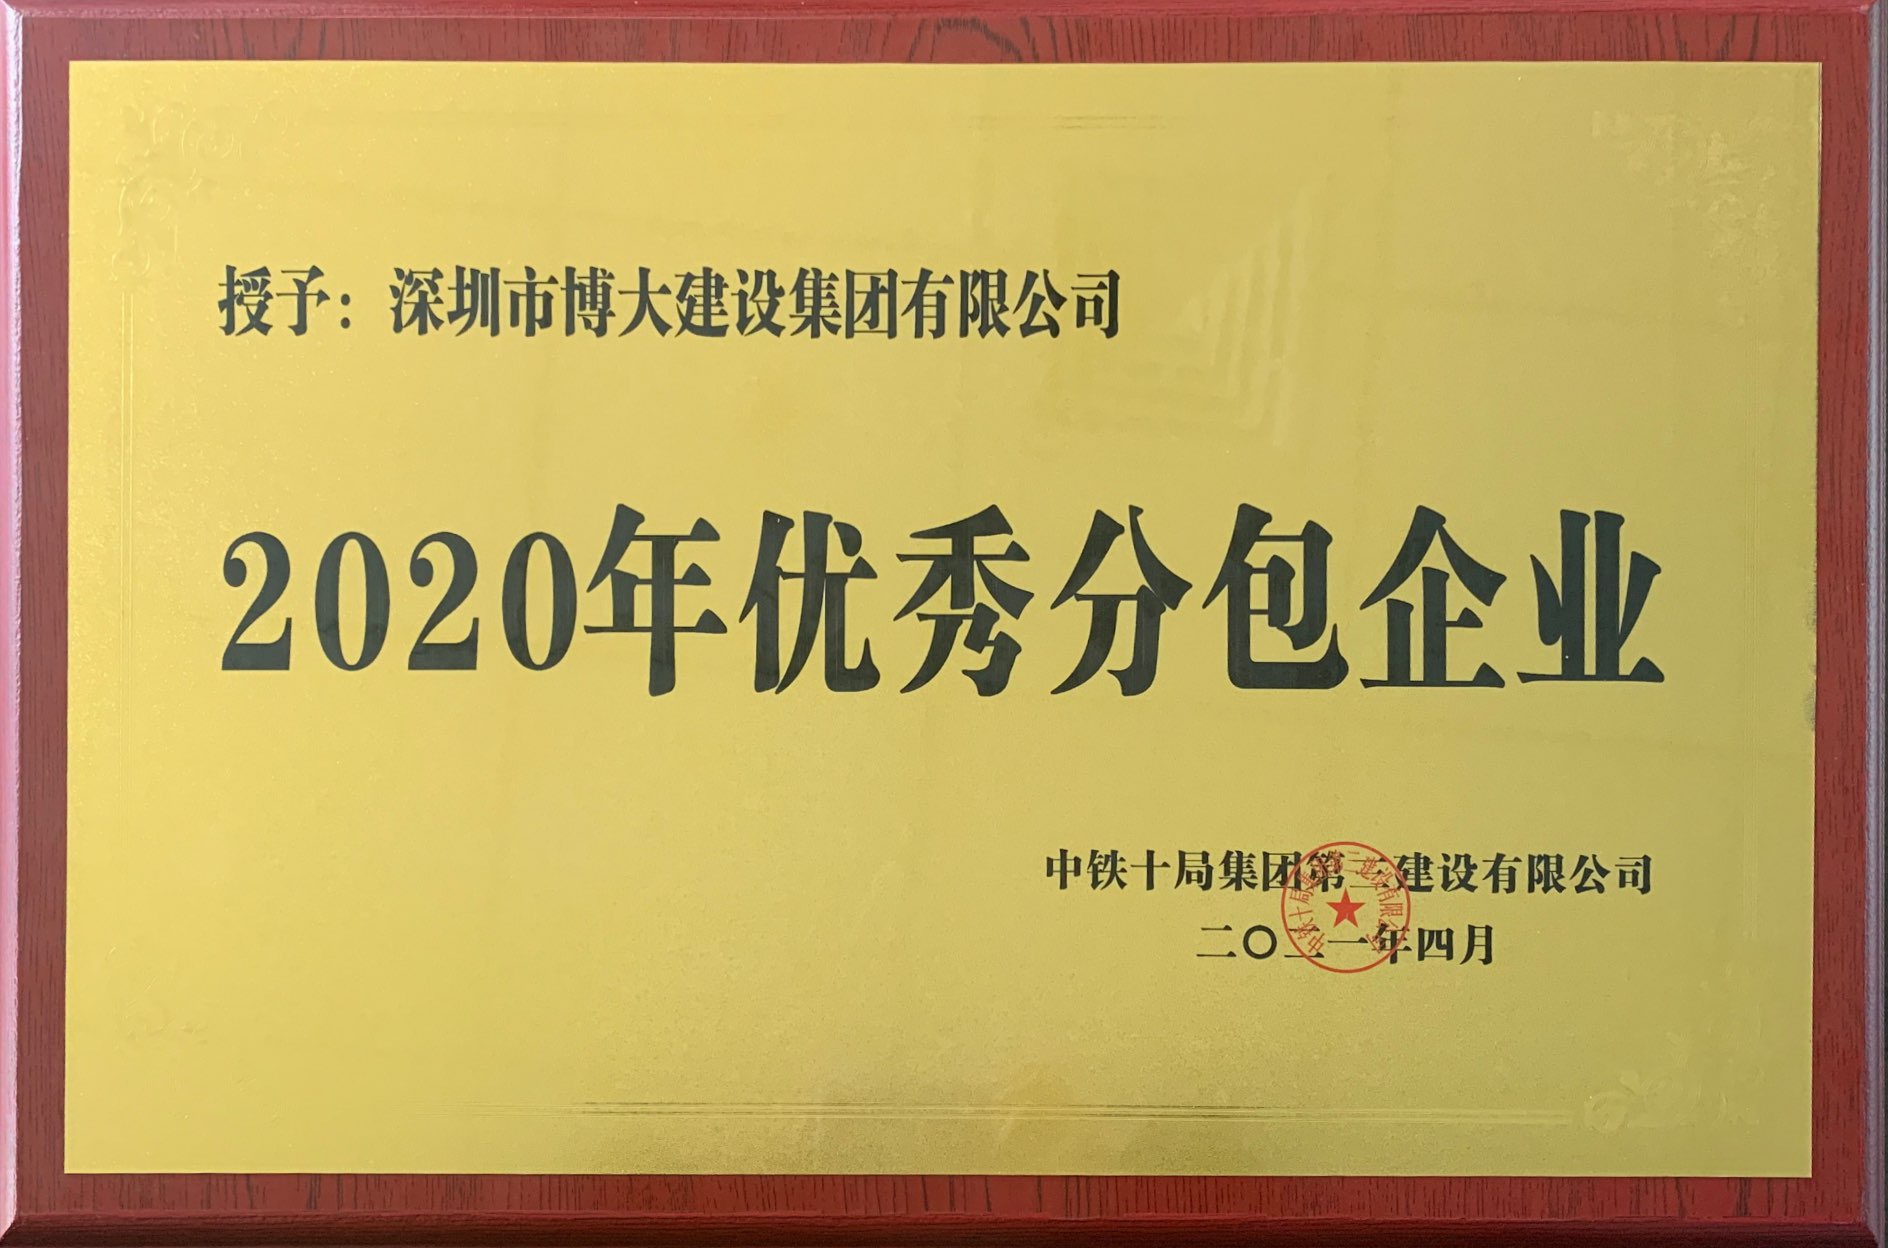 授予：深圳市博大建设集团有限公司
2020年优秀分包企业
中铁十局集团第三建设有限公司
二〇二一年四月